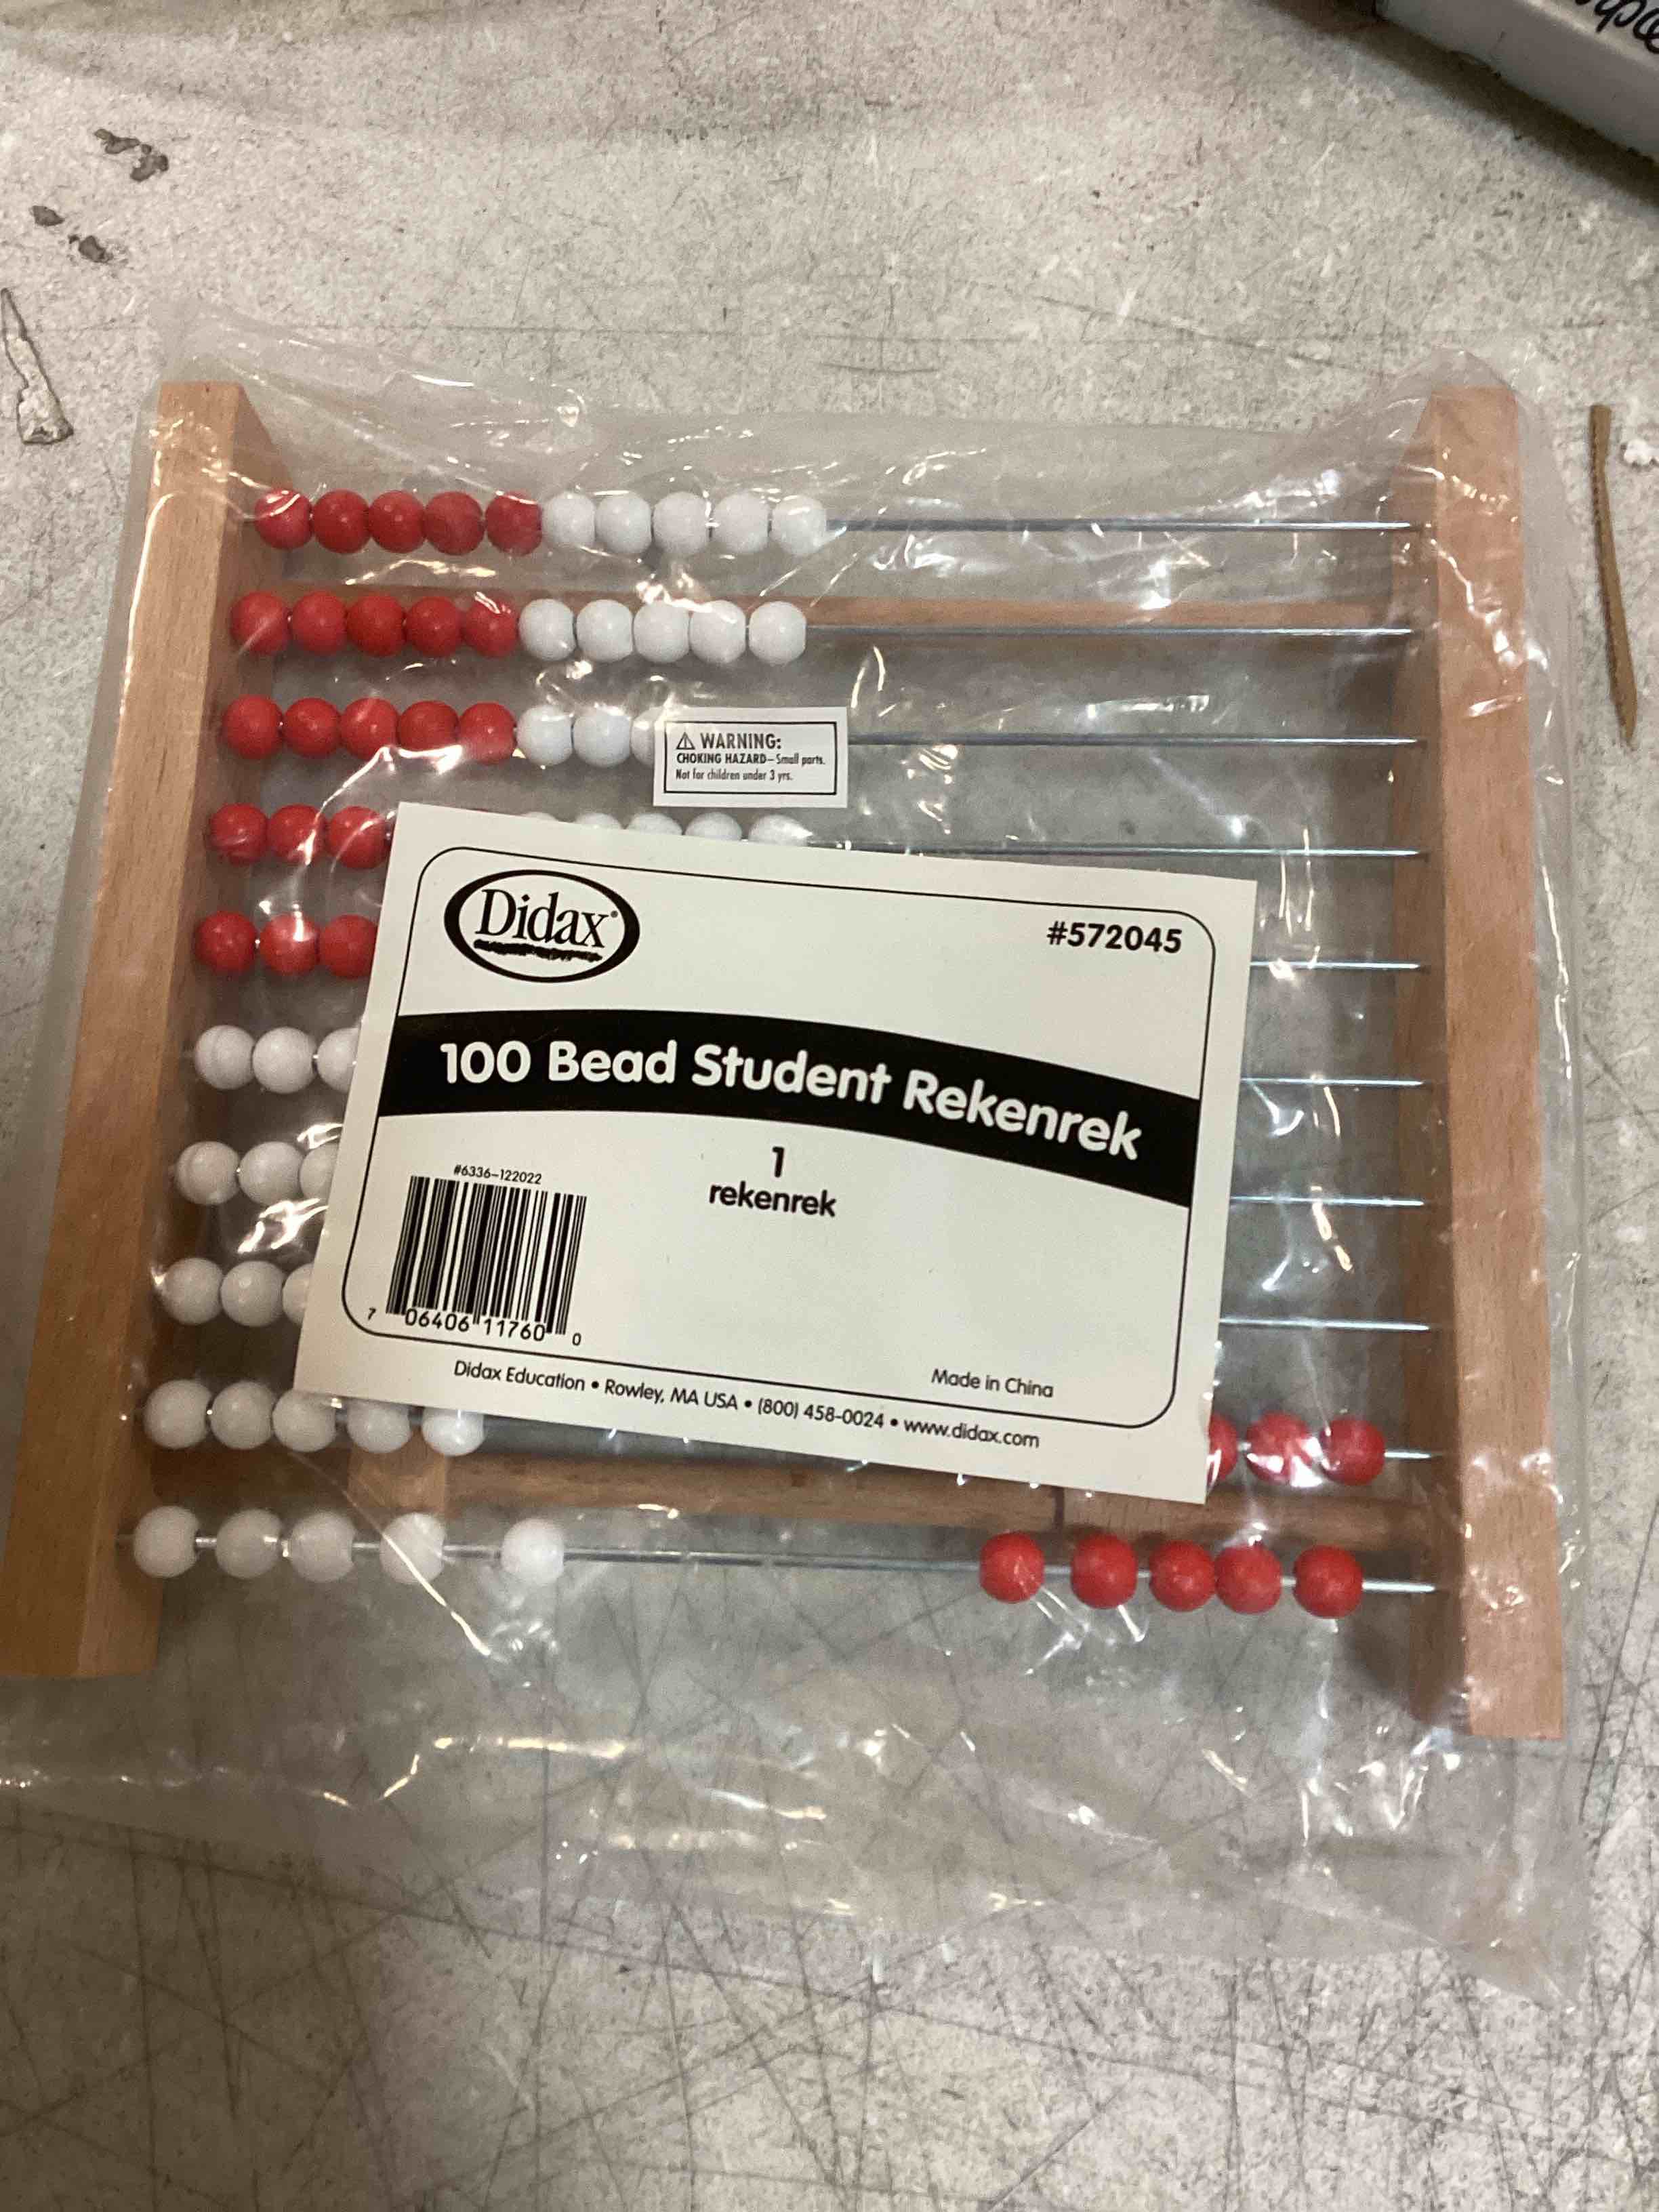 ⚠ WARNING:
CHOKING HAZARD—Small parts.
Not for children under 3 yrs.
Didax®
#572045
100 Bead Student Rekenrek
1
rekenrek
#6336-122022
7 06406 11760 0
Made in China
Didax Education • Rowley, MA USA • (800) 458-0024 • www.didax.com